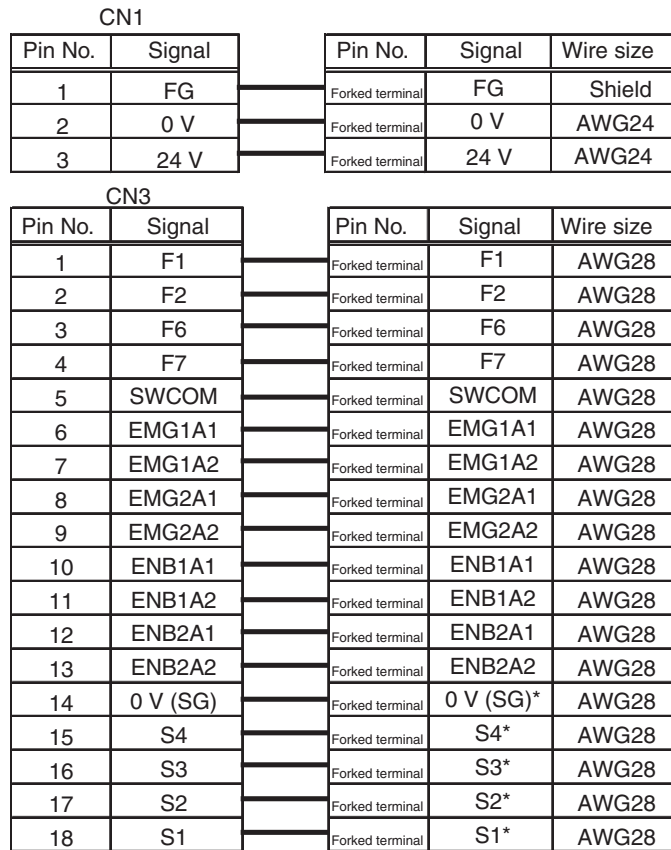 CN1
Pin No. Signal Pin No. Signal Wire size
1 FG Forked terminal FG Shield
2 0 V Forked terminal 0 V AWG24
3 24 V Forked terminal 24 V AWG24
CN3
Pin No. Signal Pin No. Signal Wire size
1 F1 Forked terminal F1 AWG28
2 F2 Forked terminal F2 AWG28
3 F6 Forked terminal F6 AWG28
4 F7 Forked terminal F7 AWG28
5 SWCOM Forked terminal SWCOM AWG28
6 EMG1A1 Forked terminal EMG1A1 AWG28
7 EMG1A2 Forked terminal EMG1A2 AWG28
8 EMG2A1 Forked terminal EMG2A1 AWG28
9 EMG2A2 Forked terminal EMG2A2 AWG28
10 ENB1A1 Forked terminal ENB1A1 AWG28
11 ENB1A2 Forked terminal ENB1A2 AWG28
12 ENB2A1 Forked terminal ENB2A1 AWG28
13 ENB2A2 Forked terminal ENB2A2 AWG28
14 0 V (SG) Forked terminal 0 V (SG)* AWG28
15 S4 Forked terminal S4* AWG28
16 S3 Forked terminal S3* AWG28
17 S2 Forked terminal S2* AWG28
18 S1 Forked terminal S1* AWG28